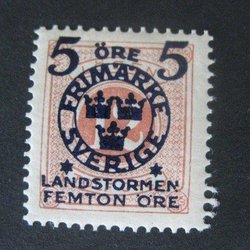 5 ÖRE 5
FRIMÄRKE
SVERIGE
LANDSTORMEN
FEMTON ÖRE